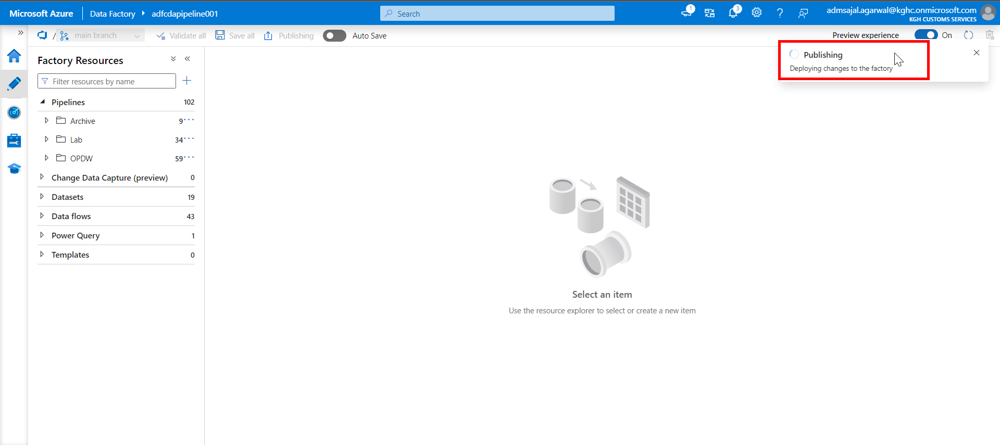 Microsoft Azure
Data Factory
adfcdapipeline001
Search
1
3
?
admsajal.agarwal@kghc.onmicrosoft.com
KGH CUSTOMS SERVICES
/
main branch
Validate all
Save all
Publishing
Auto Save
Preview experience
On
Publishing
Deploying changes to the factory
Factory Resources
Filter resources by name
Pipelines 102
Archive 9
Lab 34
OPDW 59
Change Data Capture (preview) 0
Datasets 19
Data flows 43
Power Query 1
Templates 0
Select an item
Use the resource explorer to select or create a new item